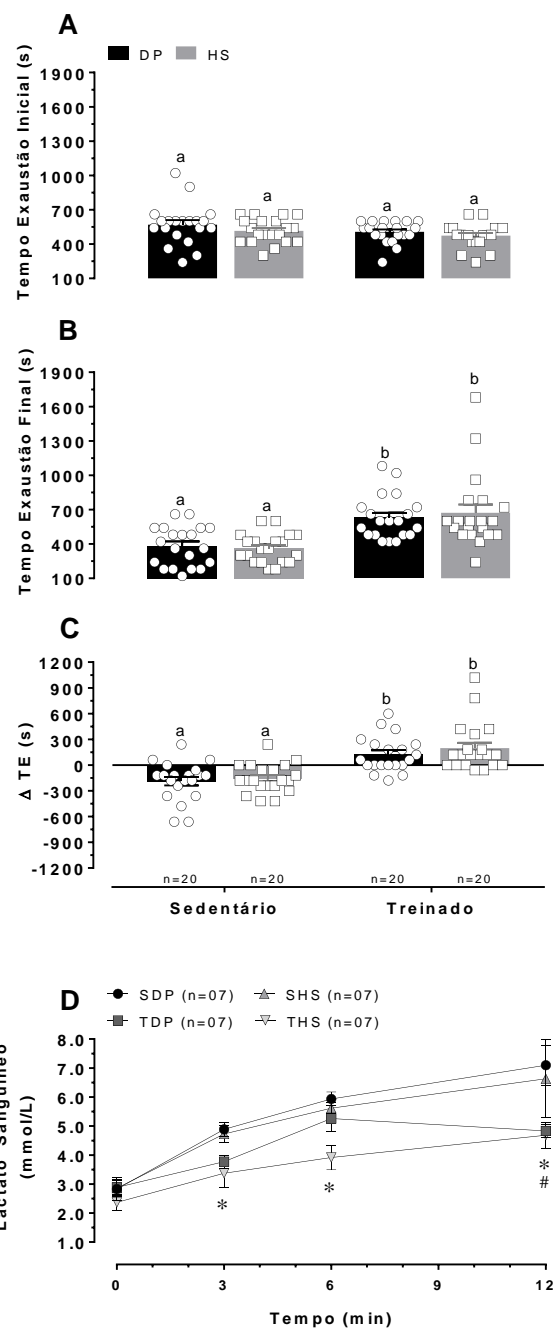 A
DP HS
Tempo Exaustão Inicial (s)
1900
1600
1300
1000
700
400
100
a
a
a
a
B
Tempo Exaustão Final (s)
1900
1600
1300
1000
700
400
100
a
a
b
b
C
Δ TE (s)
1200
900
600
300
0
-300
-600
-900
-1200
a
a
b
b
n=20 n=20 n=20 n=20
Sedentário Treinado
D
SDP (n=07) SHS (n=07)
TDP (n=07) THS (n=07)
Lactato Sanguíneo
(mmol/L)
8.0
7.0
6.0
5.0
4.0
3.0
2.0
1.0
*
*
*
#
0 3 6 9 12
Tempo (min)